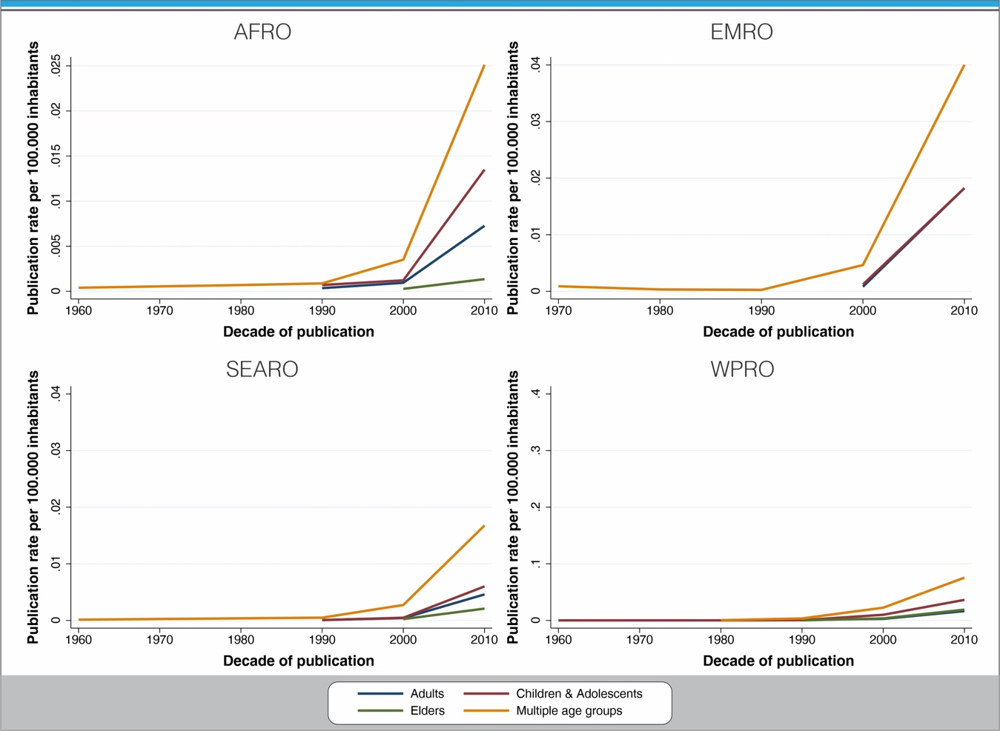 AFRO
Publication rate per 100.000 inhabitants
.025
.02
.015
.01
.005
0
1960 1970 1980 1990 2000 2010
Decade of publication
EMRO
Publication rate per 100.000 inhabitants
.04
.03
.02
.01
0
1970 1980 1990 2000 2010
Decade of publication
SEARO
Publication rate per 100.000 inhabitants
.04
.03
.02
.01
0
1960 1970 1980 1990 2000 2010
Decade of publication
WPRO
Publication rate per 100.000 inhabitants
.4
.3
.2
.1
0
1960 1970 1980 1990 2000 2010
Decade of publication
Adults Children & Adolescents
Elders Multiple age groups